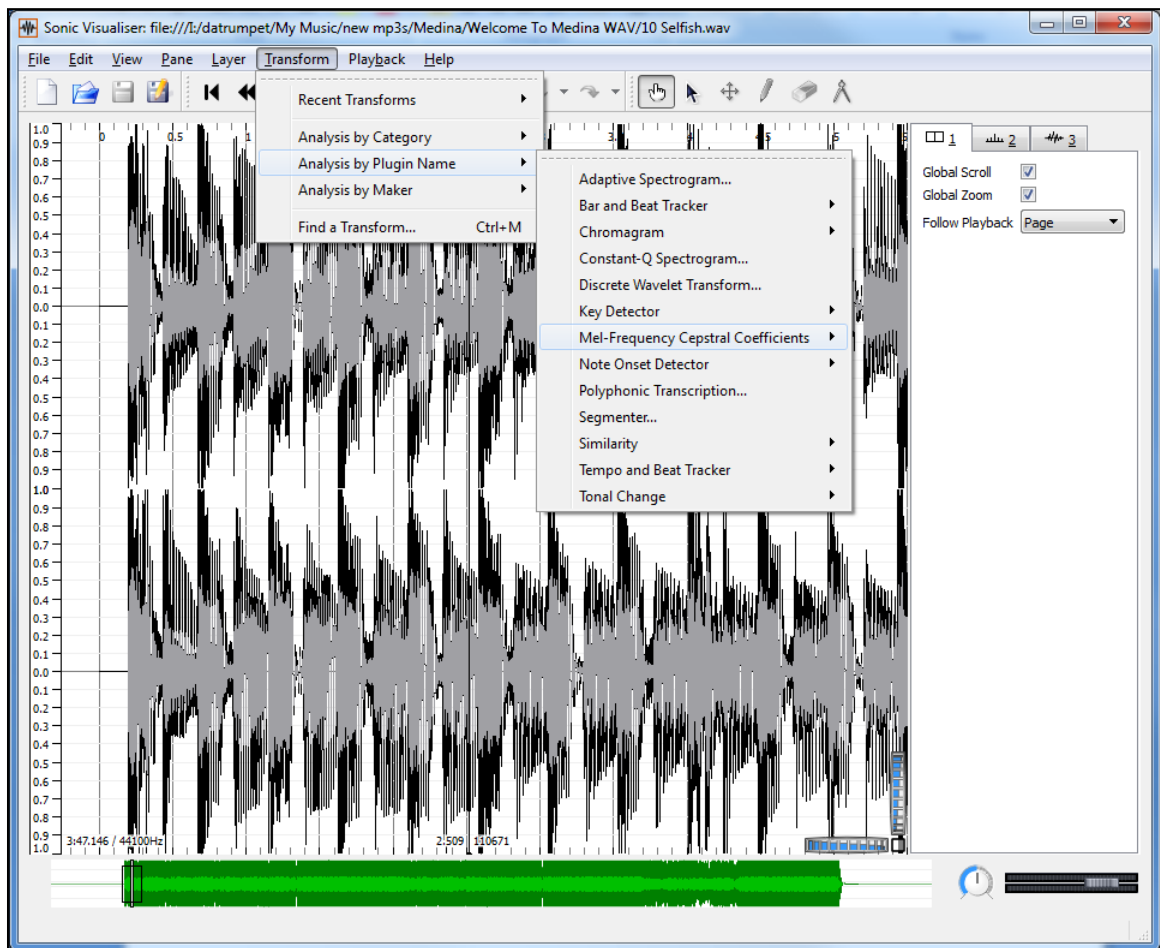 Sonic Visualiser: file:///I:/datrumpet/My Music/new mp3s/Medina/Welcome To Medina WAV/10 Selfish.wav
File Edit View Pane Layer Transform Playback Help
Recent Transforms
Analysis by Category
Analysis by Plugin Name
Analysis by Maker
Find a Transform... Ctrl+M
Adaptive Spectrogram...
Bar and Beat Tracker
Chromagram
Constant-Q Spectrogram...
Discrete Wavelet Transform...
Key Detector
Mel-Frequency Cepstral Coefficients
Note Onset Detector
Polyphonic Transcription...
Segmenter...
Similarity
Tempo and Beat Tracker
Tonal Change
1 2 3
Global Scroll
Global Zoom
Follow Playback Page
0 0.5 1
1.0
0.9
0.8
0.7
0.6
0.5
0.4
0.3
0.2
0.1
0.0
0.1
0.2
0.3
0.4
0.5
0.6
0.7
0.8
0.9
1.0
0.9
0.8
0.7
0.6
0.5
0.4
0.3
0.2
0.1
0.0
0.1
0.2
0.3
0.4
0.5
0.6
0.7
0.8
0.9
1.0
3:47.146 / 44100Hz
2:509 110671